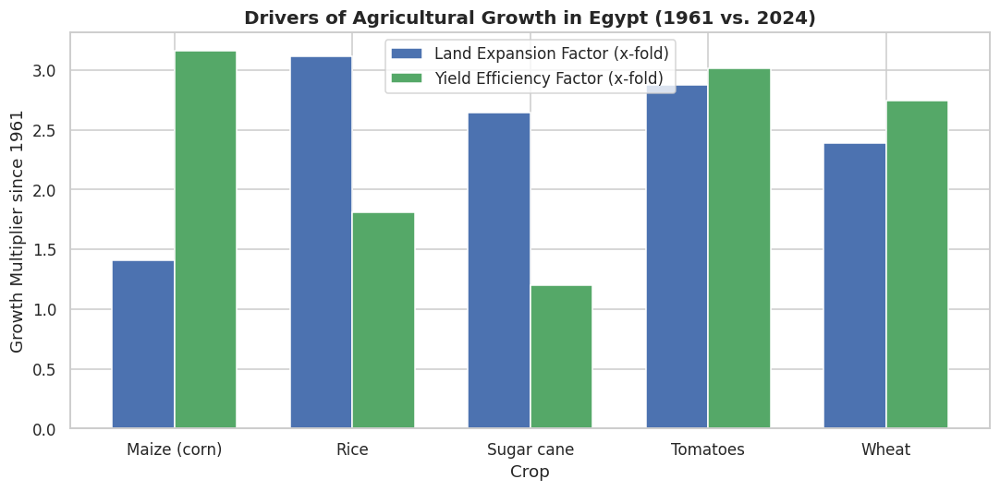 Drivers of Agricultural Growth in Egypt (1961 vs. 2024)
Land Expansion Factor (x-fold)
Yield Efficiency Factor (x-fold)
Growth Multiplier since 1961
3.0
2.5
2.0
1.5
1.0
0.5
0.0
Maize (corn) Rice Sugar cane Tomatoes Wheat
Crop